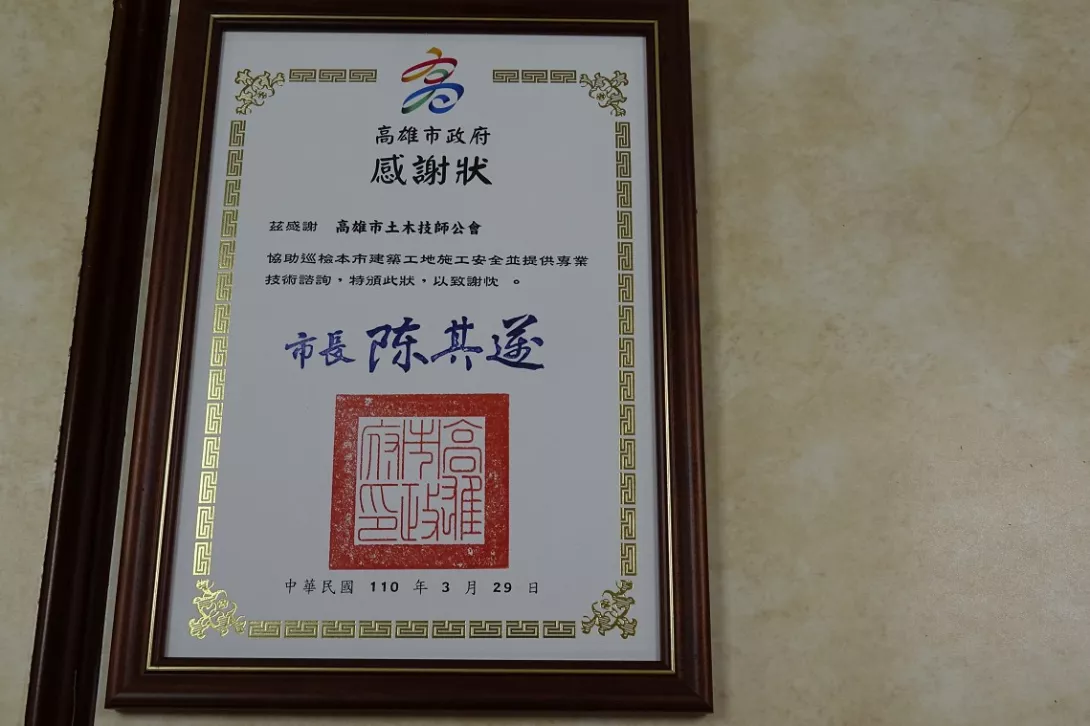 高雄市政府
感謝狀
茲感謝 高雄市土木技師公會
協助巡檢本市建築工地施工安全並提供專業
技術諮詢，特頒此狀，以致謝忱 。
市長 陈其邁
高雄市政府印
中華民國 110 年 3 月 29 日